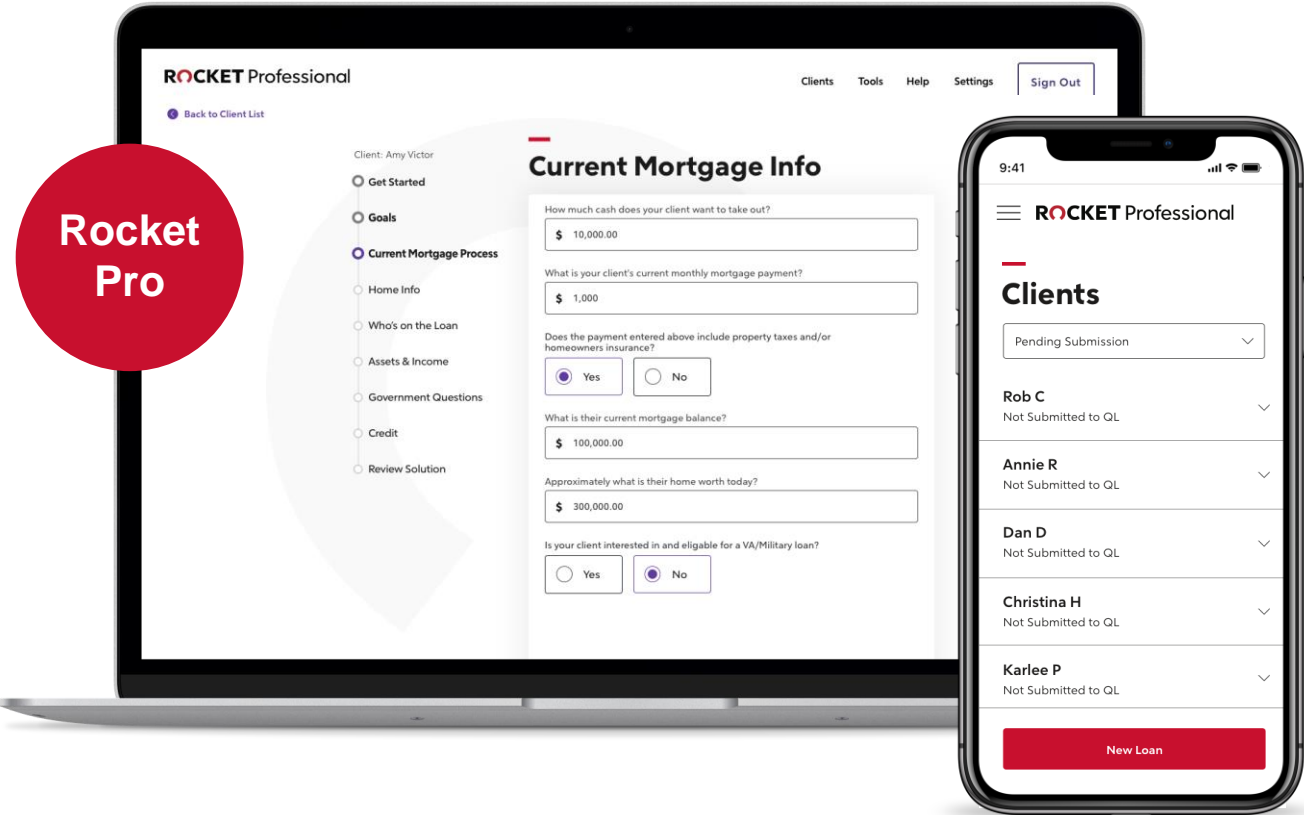 Rocket
Pro
ROCKET Professional
Clients
Tools
Help
Settings
Sign Out
Back to Client List
Client: Amy Victor
Get Started
Goals
Current Mortgage Process
Home Info
Who's on the Loan
Assets & Income
Government Questions
Credit
Review Solution
Current Mortgage Info
How much cash does your client want to take out?
$ 10,000.00
What is your client's current monthly mortgage payment?
$ 1,000
Does the payment entered above include property taxes and/or
homeowners insurance?
Yes
No
What is their current mortgage balance?
$ 100,000.00
Approximately what is their home worth today?
$ 300,000.00
Is your client interested in and eligable for a VA/Military loan?
Yes
No
9:41
ROCKET Professional
Clients
Pending Submission
Rob C
Not Submitted to QL
Annie R
Not Submitted to QL
Dan D
Not Submitted to QL
Christina H
Not Submitted to QL
Karlee P
Not Submitted to QL
New Loan